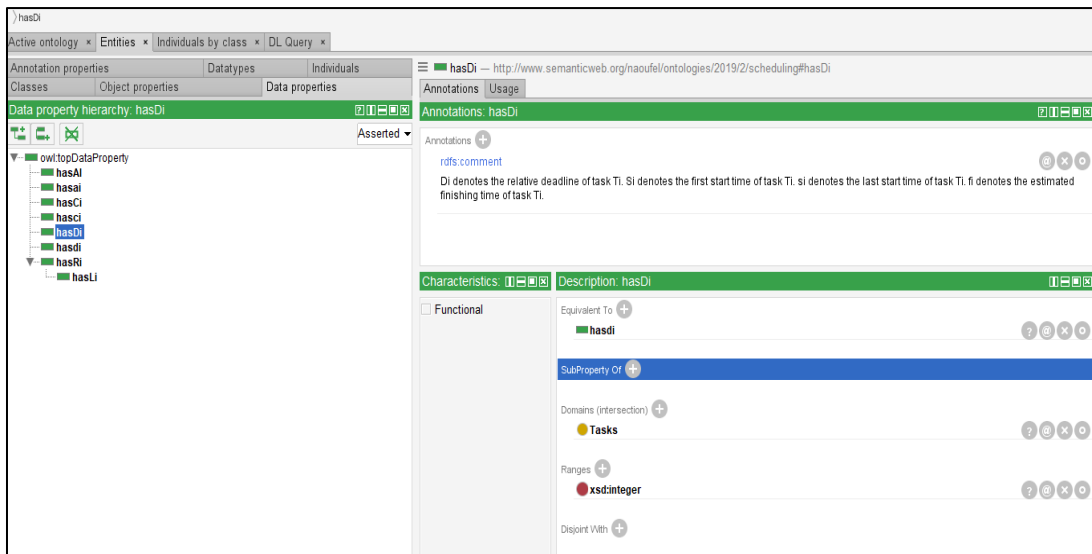 hasDi
Active ontology × Entities × Individuals by class × DL Query ×
Annotation properties Datatypes Individuals
Classes Object properties Data properties
Data property hierarchy: hasDi
Asserted
owl:topDataProperty
hasAI
hasai
hasCi
hasci
hasDi
hasdi
hasRi
hasLi
hasDi — http://www.semanticweb.org/naoufel/ontologies/2019/2/scheduling#hasDi
Annotations Usage
Annotations: hasDi
Annotations
rdfs:comment
Di denotes the relative deadline of task Ti. Si denotes the first start time of task Ti. si denotes the last start time of task Ti. fi denotes the estimated
finishing time of task Ti.
Characteristics:
Functional
Description: hasDi
Equivalent To
hasdi
SubProperty Of
Domains (intersection)
Tasks
Ranges
xsd:integer
Disjoint With